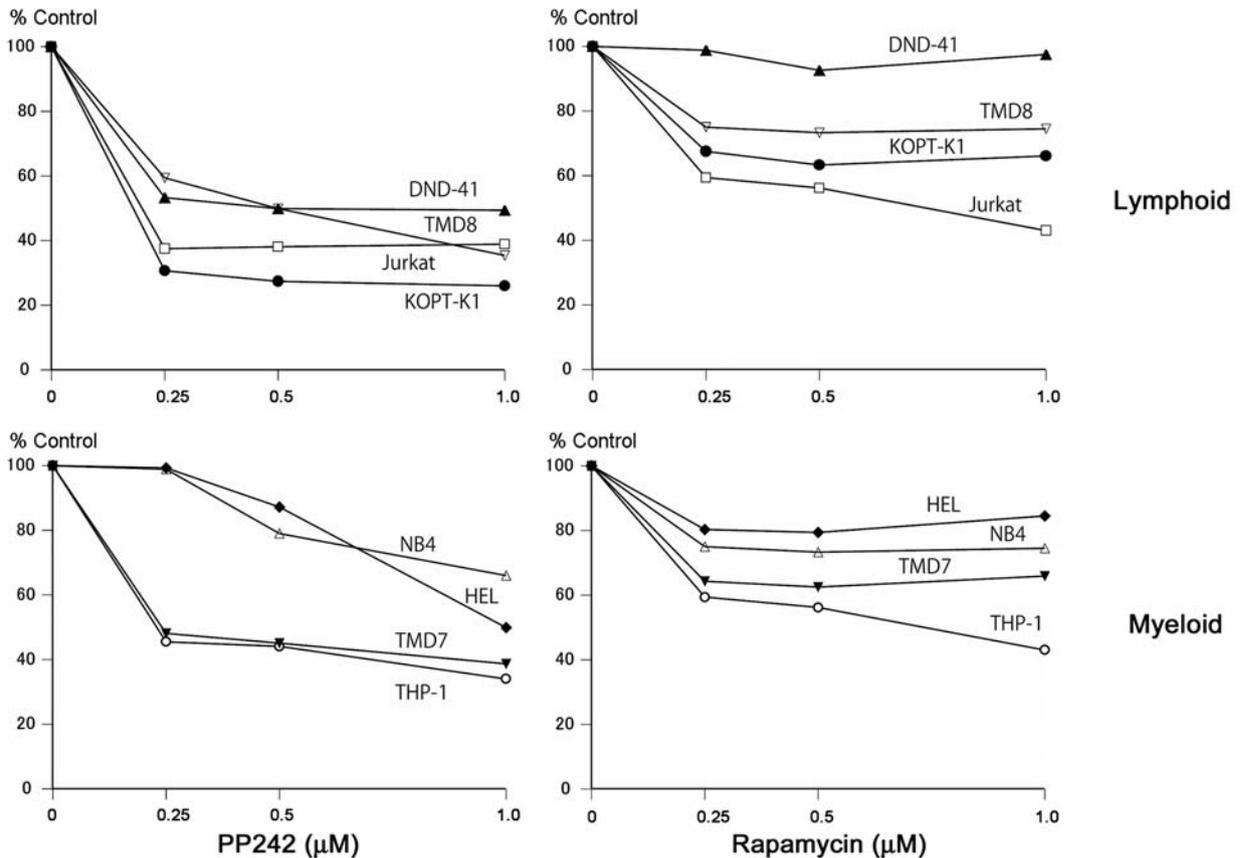 % Control
100
80
60
40
20
0
DND-41
TMD8
Jurkat
KOPT-K1
0 0.25 0.5 1.0
% Control
100
80
60
40
20
0
DND-41
TMD8
KOPT-K1
Jurkat
0 0.25 0.5 1.0
Lymphoid
% Control
100
80
60
40
20
0
NB4
HEL
TMD7
THP-1
0 0.25 0.5 1.0
PP242 (μM)
% Control
100
80
60
40
20
0
HEL
NB4
TMD7
THP-1
0 0.25 0.5 1.0
Rapamycin (μM)
Myeloid